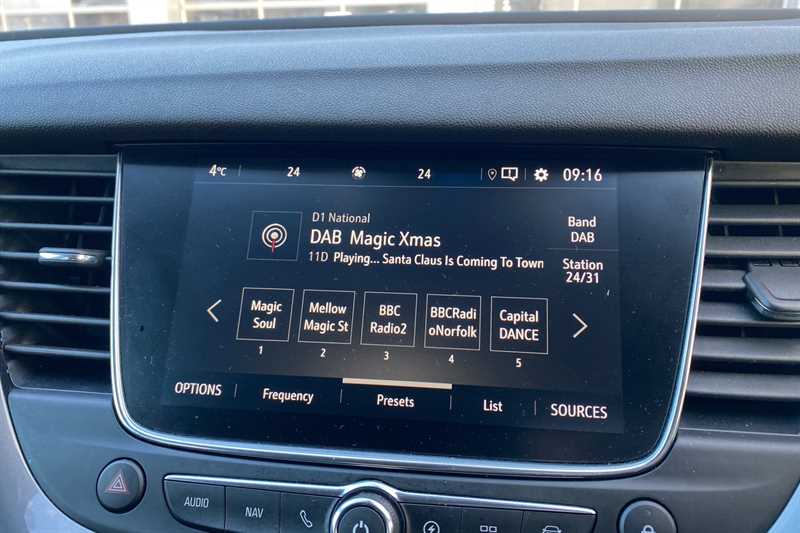 4°C 24 24 09:16
D1 National
DAB Magic Xmas
11D Playing... Santa Claus Is Coming To Town
Band
DAB
Station
24/31
Magic
Soul
1
Mellow
Magic St
2
BBC
Radio2
3
BBCRadi
oNorfolk
4
Capital
DANCE
5
OPTIONS Frequency Presets List SOURCES
AUDIO NAV